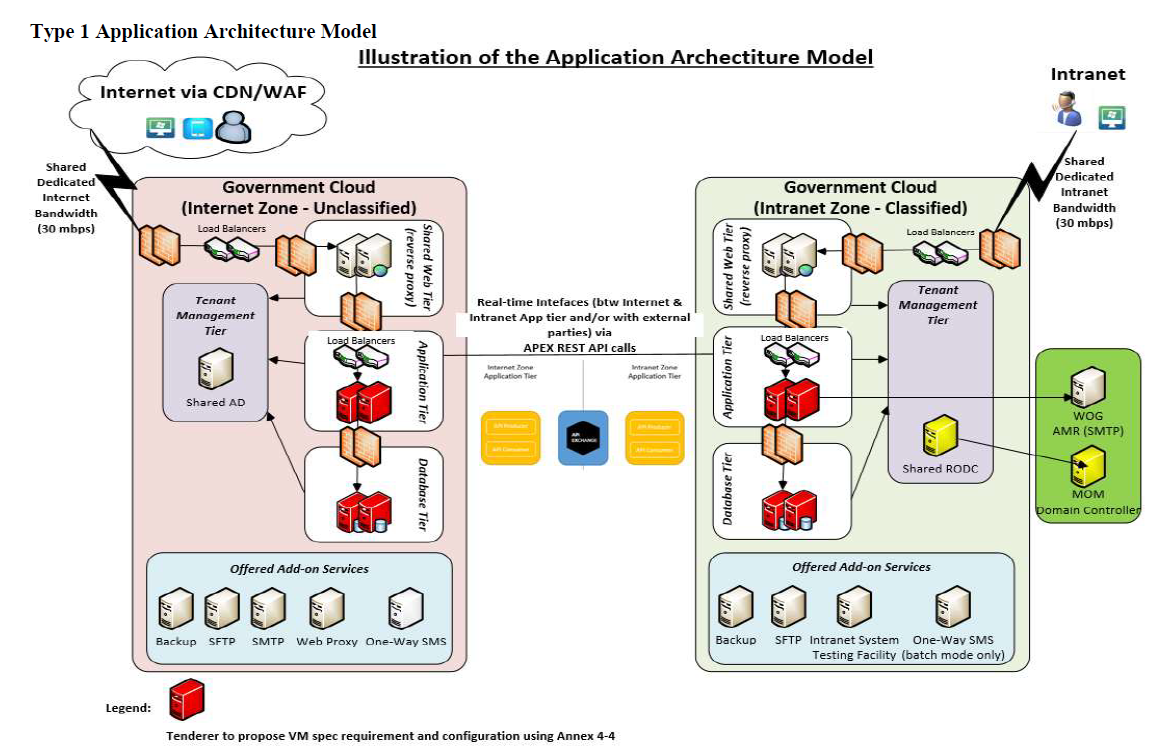 Type 1 Application Architecture Model
Illustration of the Application Archectiture Model
Internet via CDN/WAF
Intranet
Shared
Dedicated
Internet
Bandwidth
(30 mbps)
Government Cloud
(Internet Zone - Unclassified)
Load Balancers
Shared Web Tier
(reverse proxy)
Tenant
Management
Tier
Shared AD
Load Balancers
Application Tier
Database Tier
Offered Add-on Services
Backup
SFTP
SMTP
Web Proxy
One-Way SMS
Real-time Intefaces (btw Internet &
Intranet App tier and/or with external
parties) via
APEX REST API calls
Internet Zone
Application Tier
Intranet Zone
Application Tier
API Producer
API Consumer
API
EXCHANGE
API Producer
API Consumer
Shared
Dedicated
Intranet
Bandwidth
(30 mbps)
Government Cloud
(Intranet Zone - Classified)
Load Balancers
Shared Web Tier
(reverse proxy)
Tenant
Management
Tier
Load Balancers
Application Tier
Shared RODC
Database Tier
WOG
AMR (SMTP)
MOM
Domain Controller
Offered Add-on Services
Backup
SFTP
Intranet System
Testing Facility
One-Way SMS
(batch mode only)
Legend:
Tenderer to propose VM spec requirement and configuration using Annex 4-4